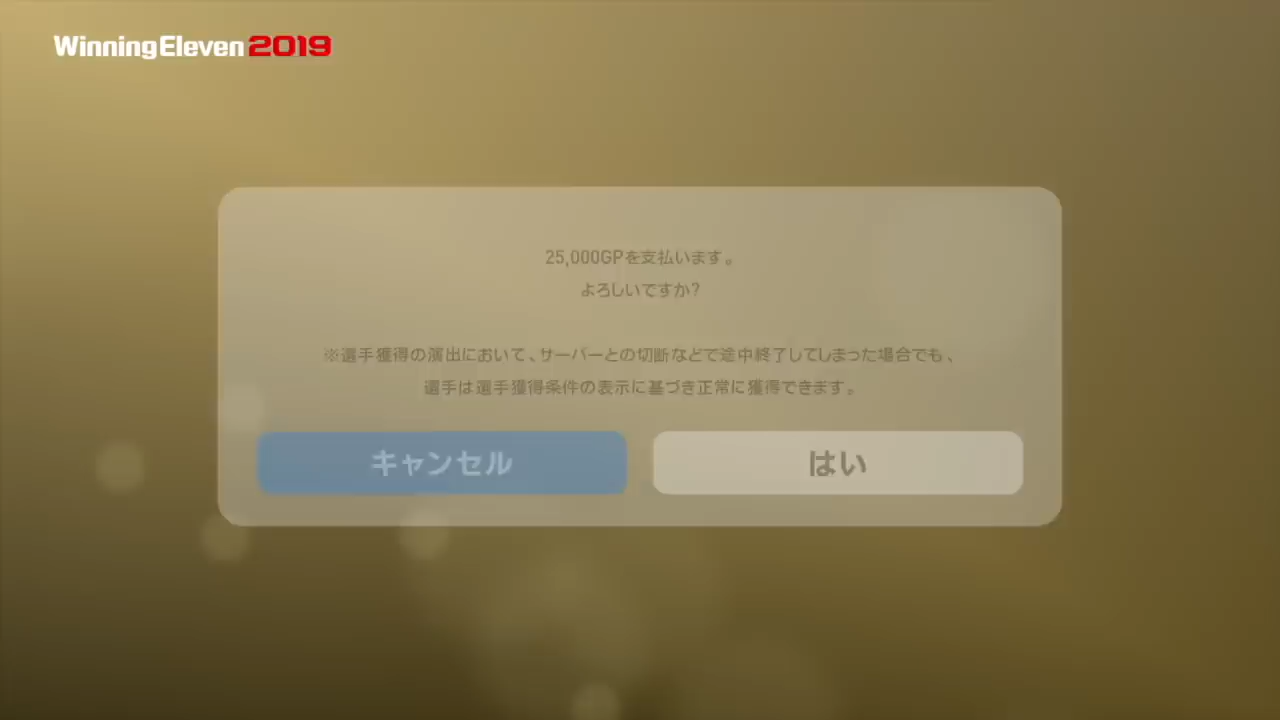 WinningEleven 2019
25,000GPを支払います。
よろしいですか?
※選手獲得の演出において、サーバーとの切断などで途中終了してしまった場合でも、
選手は選手獲得条件の表示に基づき正常に獲得できます。
キャンセル
はい